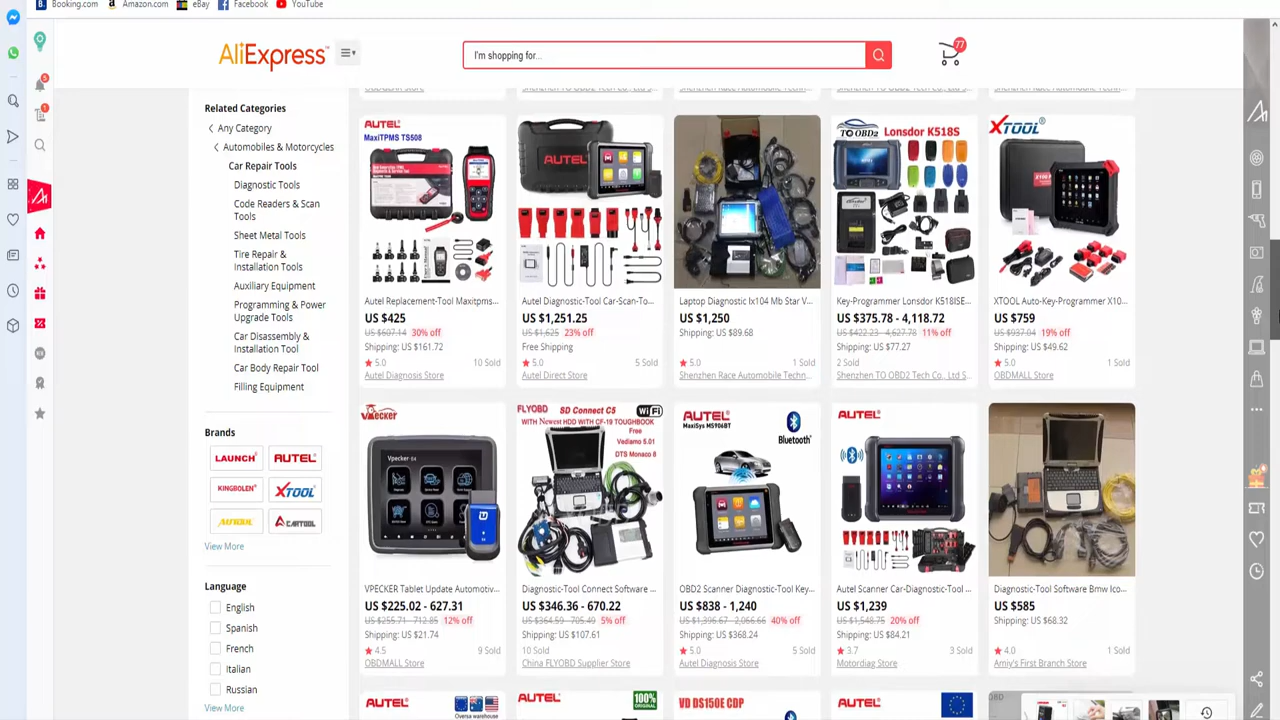 Booking.com
Amazon.com
eBay
Facebook
YouTube
AliExpress
I'm shopping for...
77
5
1
Related Categories
Any Category
Automobiles & Motorcycles
Car Repair Tools
Diagnostic Tools
Code Readers & Scan
Tools
Sheet Metal Tools
Tire Repair &
Installation Tools
Auxiliary Equipment
Programming & Power
Upgrade Tools
Car Disassembly &
Installation Tool
Car Body Repair Tool
Filling Equipment
Brands
LAUNCH
AUTEL
KINGBOLEN
XTOOL
ACARTOOL
View More
Language
English
Spanish
French
Italian
Russian
View More
AUTEL
MaxiTPMS TS508
Autel Replacement-Tool Maxitpms...
US $425
US $607.14 30% off
Shipping: US $161.72
5.0 10 Sold
Autel Diagnosis Store
AUTEL
Autel Diagnostic-Tool Car-Scan-To...
US $1,251.25
US $1,625 23% off
Free Shipping
5.0 5 Sold
Autel Direct Store
Laptop Diagnostic Ix104 Mb Star V...
US $1,250
Shipping: US $89.68
5.0 1 Sold
Shenzhen Race Automobile Techn...
TO OBD2
Lonsdor K518S
Key-Programmer Lonsdor K518ISE...
US $375.78 - 4,118.72
US $422.23 - 4,627.78 11% off
Shipping: US $77.27
2 Sold
Shenzhen TO OBD2 Tech Co., Ltd S...
XTOOL
XTOOL Auto-Key-Programmer X10...
US $759
US $937.04 19% off
Shipping: US $49.62
5.0 1 Sold
OBDMALL Store
VPECKER
VPECKER Tablet Update Automotiv...
US $225.02 - 627.31
US $255.71 - 712.85 12% off
Shipping: US $21.74
4.5 9 Sold
OBDMALL Store
FLYOBD SD Connect C5 WiFi
WITH Newest HDD WITH CF-19 TOUGHBOOK
Free
Vediamo 5.01
DTS Monaco 8
Diagnostic-Tool Connect Software ...
US $346.36 - 670.22
US $364.59 - 705.49 5% off
Shipping: US $107.61
10 Sold
China FLYOBD Supplier Store
AUTEL
MaxiSys MS906BT
Bluetooth
OBD2 Scanner Diagnostic-Tool Key...
US $838 - 1,240
US $1,396.67 - 2,066.66 40% off
Shipping: US $368.24
5.0 5 Sold
Autel Diagnosis Store
AUTEL
Autel Scanner Car-Diagnostic-Tool ...
US $1,239
US $1,548.75 20% off
Shipping: US $84.21
3.7 3 Sold
Motordiag Store
Diagnostic-Tool Software Bmw Ico...
US $585
Shipping: US $68.32
4.0 1 Sold
Amiy's First Branch Store
AUTEL
Oversa warehouse
AUTEL
100%
ORIGINAL
VD DS150E CDP
AUTEL